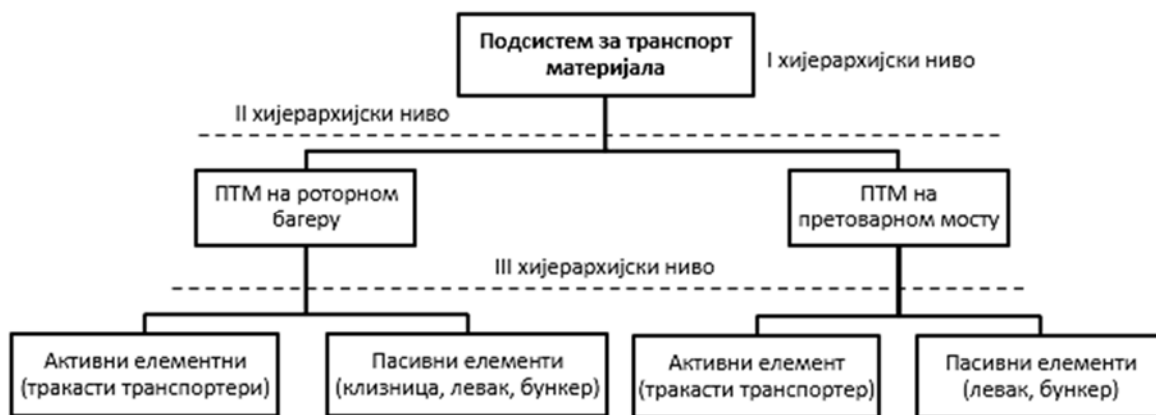 Подсистем за транспорт
материјала
I хијерархијски ниво
II хијерархијски ниво
ПТМ на роторном
багеру
ПТМ на
претоварном мосту
III хијерархијски ниво
Активни елементни
(тракасти транспортери)
Пасивни елементи
(клизница, левак, бункер)
Активни елемент
(тракасти транспортер)
Пасивни елементи
(левак, бункер)